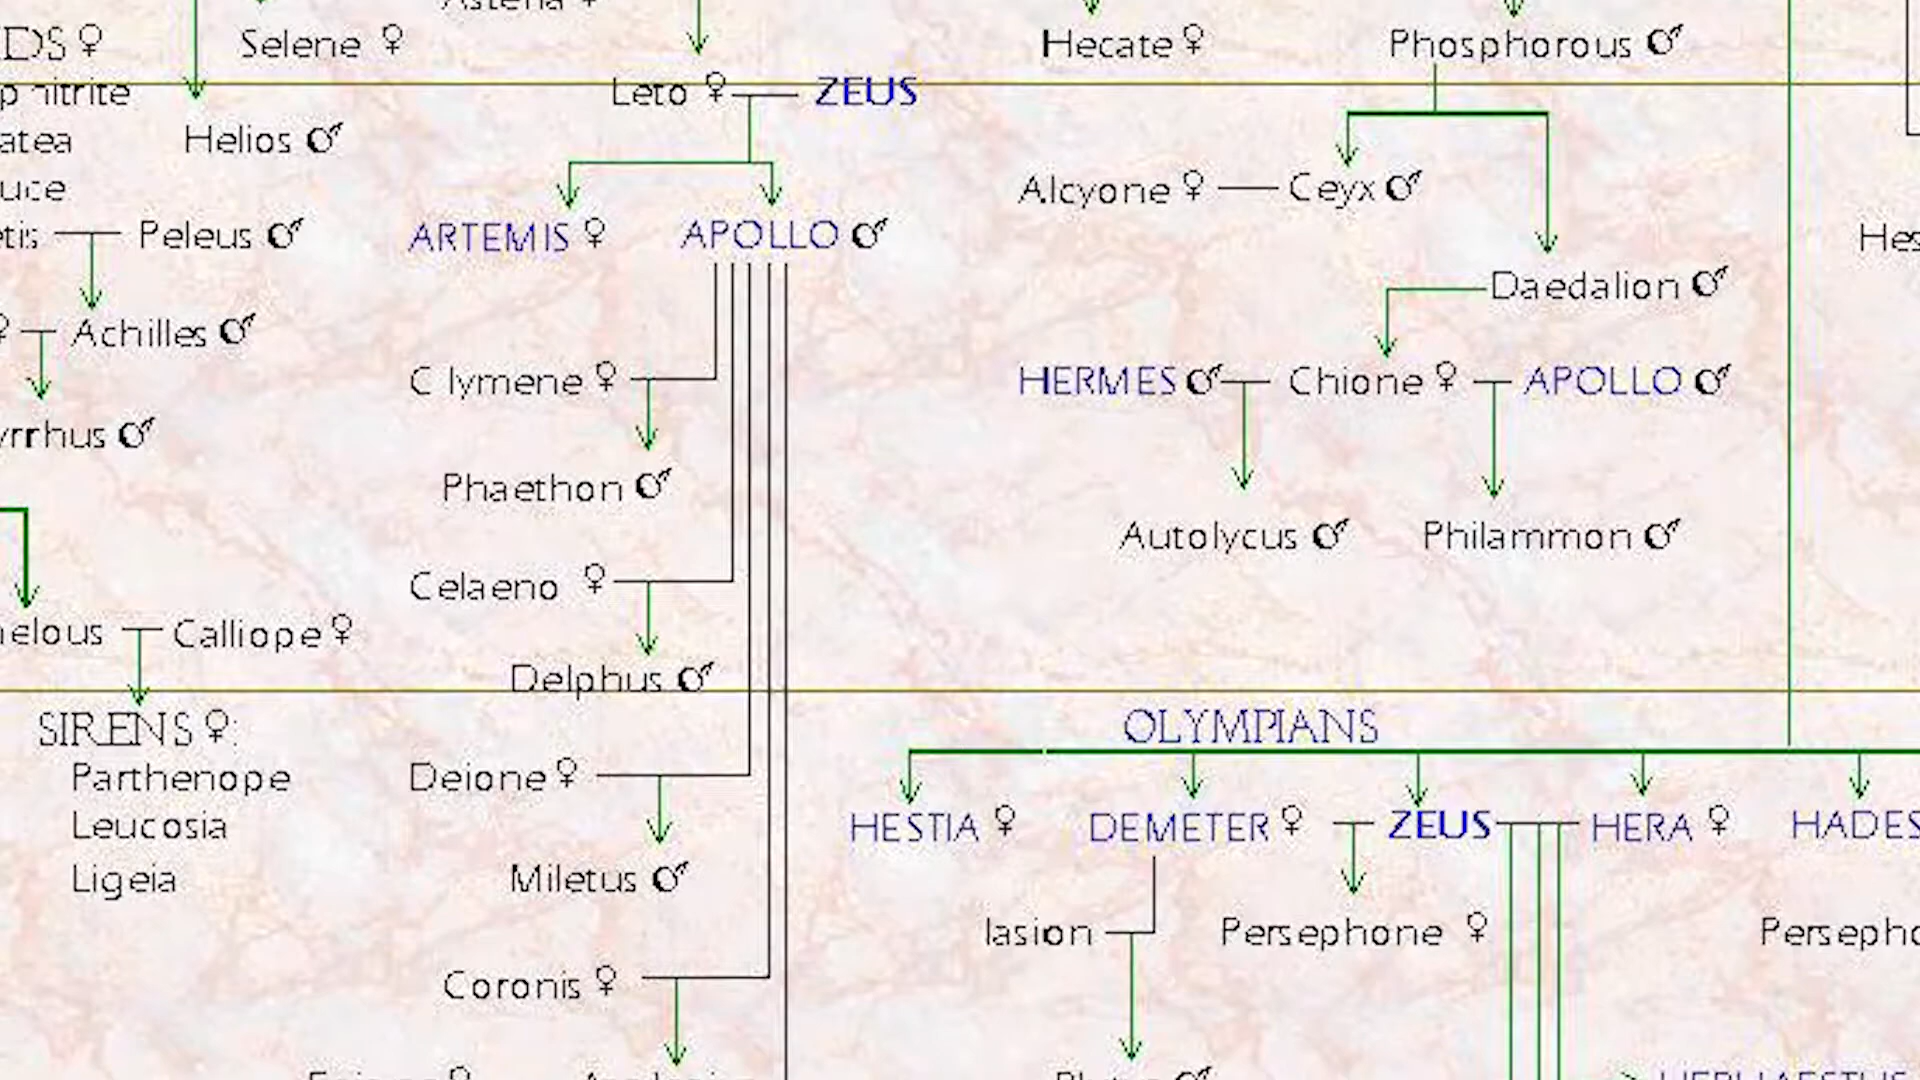 Selene ♀
Hecate ♀
Phosphorous ♂
Leto ♀ ZEUS
Helios ♂
Alcyone ♀ Ceyx ♂
Peleus ♂
ARTEMIS ♀ APOLLO ♂
Daedalion ♂
Achilles ♂
Clymene ♀
HERMES ♂ Chione ♀ APOLLO ♂
Phaethon ♂
Autolycus ♂ Philammon ♂
Celaeno ♀
Calliope ♀
Delphus ♂
SIRENS ♀:
OLYMPIANS
Parthenope
Deione ♀
Leucosia
HESTIA ♀ DEMETER ♀ ZEUS HERA ♀ HADES
Ligeia
Miletus ♂
Iasion Persephone ♀
Coronis ♀